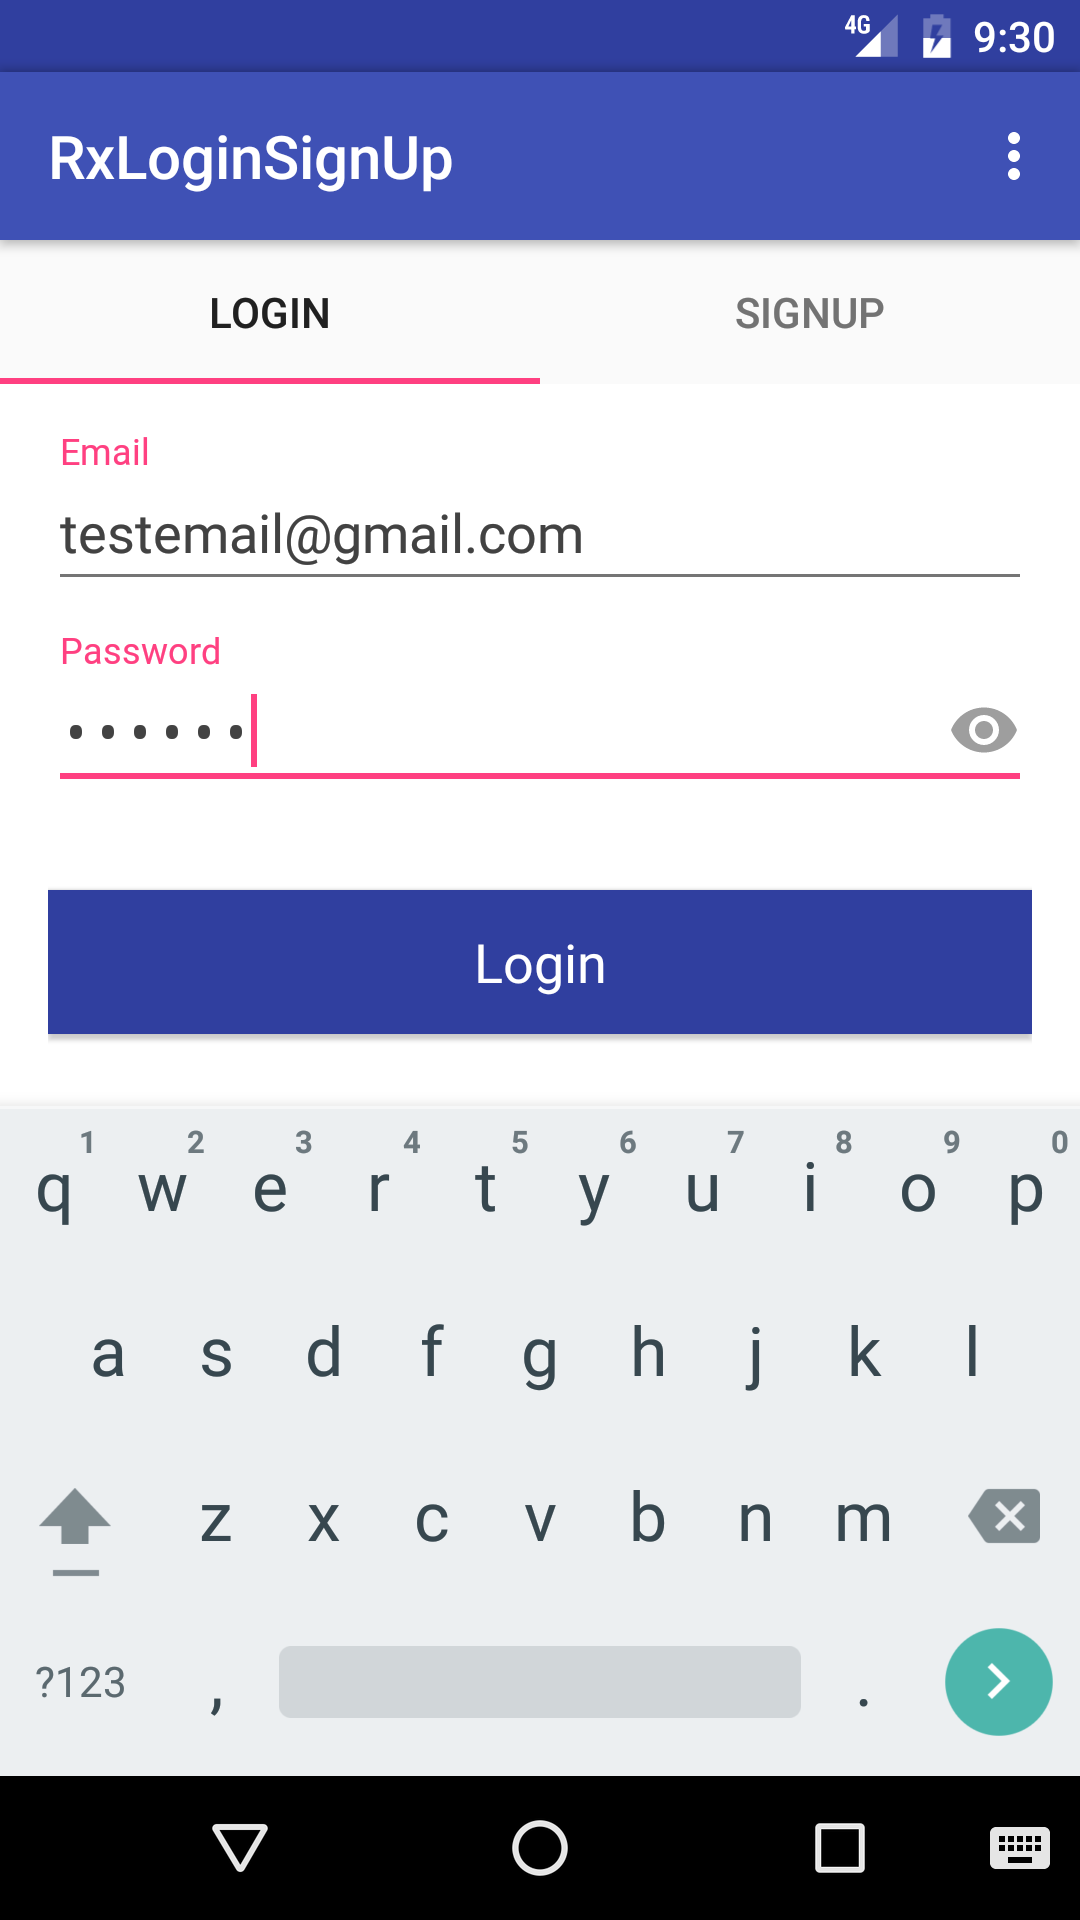 4G 9:30
RxLoginSignUp
LOGIN SIGNUP
Email
testemail@gmail.com
Password
••••••
Login
1 2 3 4 5 6 7 8 9 0
q w e r t y u i o p
a s d f g h j k l
z x c v b n m
?123 , .